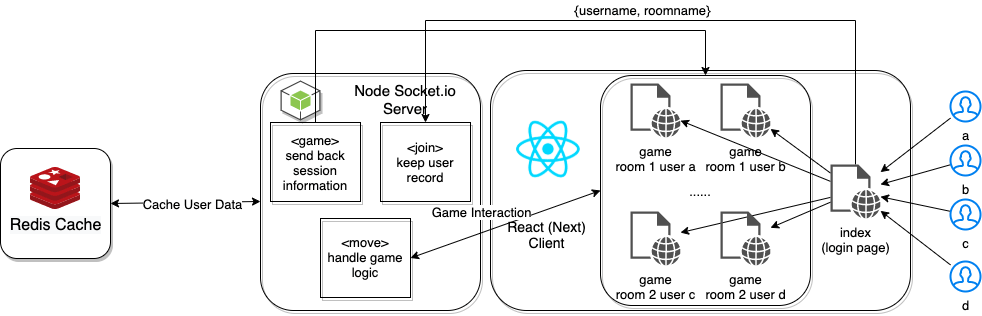 {username, roomname}
Node Socket.io
Server
<game>
send back
session
information
<join>
keep user
record
<move>
handle game
logic
Redis Cache
Cache User Data
Game Interaction
React (Next)
Client
game
room 1 user a
game
room 1 user b
......
game
room 2 user c
game
room 2 user d
index
(login page)
a
b
c
d